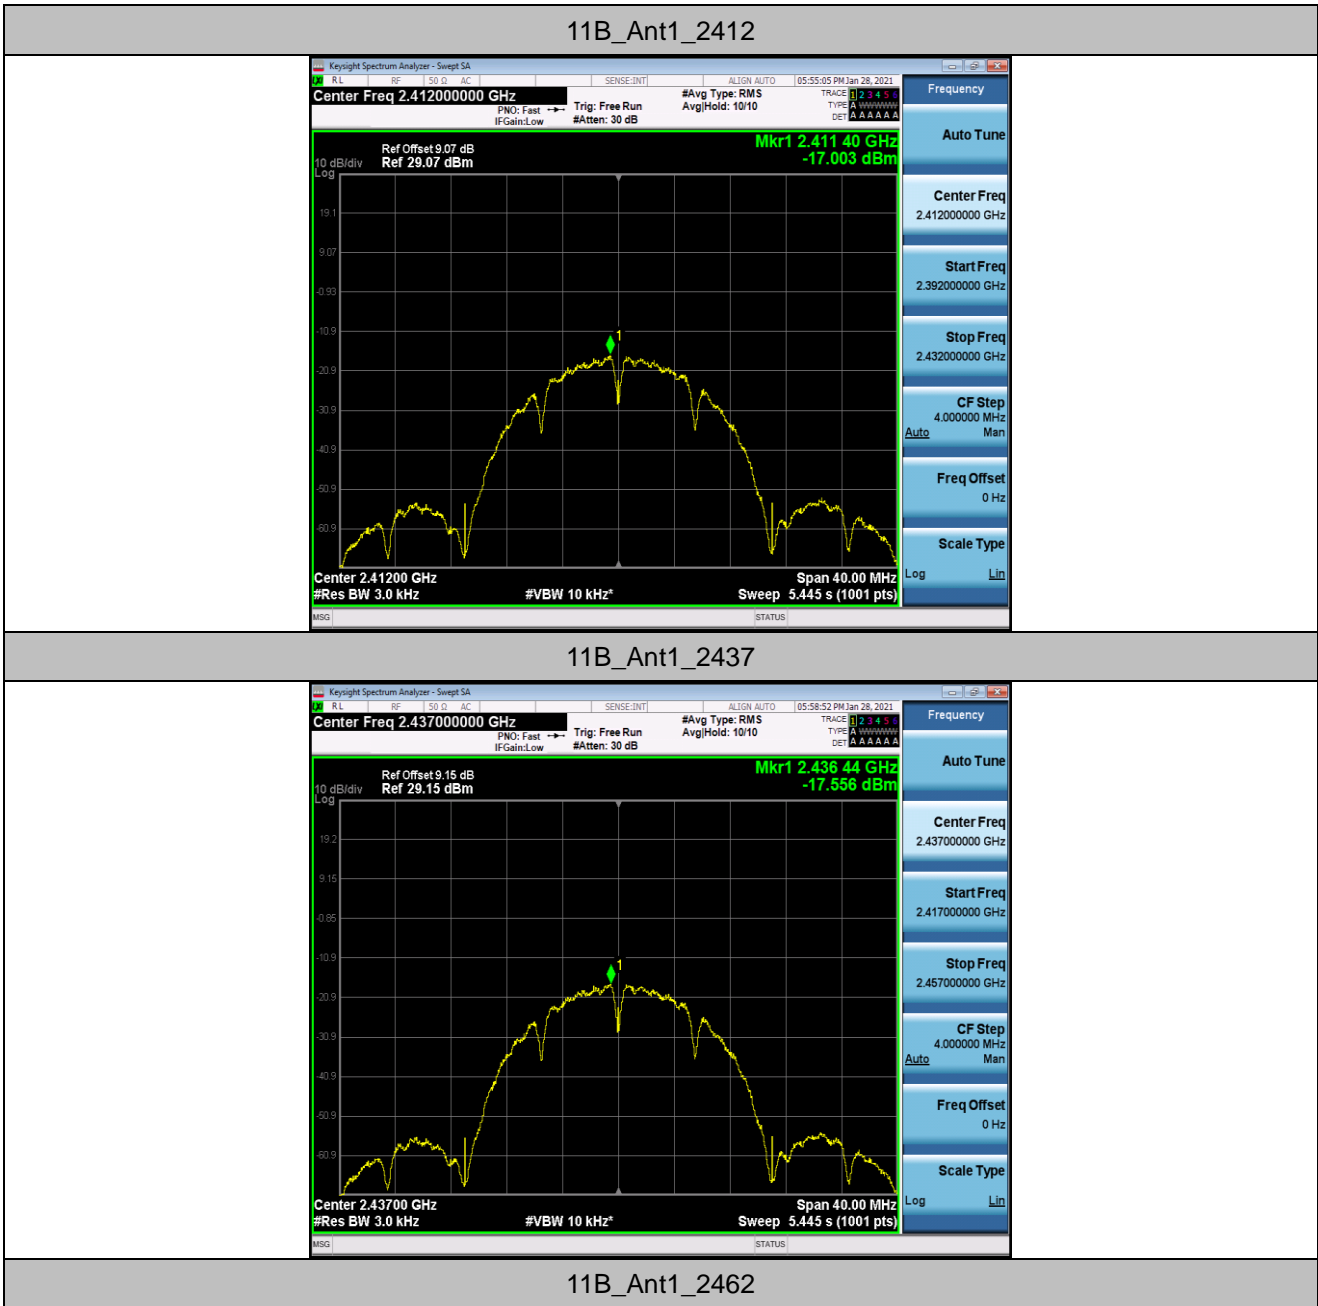 11B_Ant1_2412
Keysight Spectrum Analyzer - Swept SA
RL RF 50 Ω AC SENSE:INT ALIGN AUTO 05:55:05 PM Jan 28, 2021
Center Freq 2.412000000 GHz #Avg Type: RMS TRACE 1 2 3 4 5 6
PNO: Fast Trig: Free Run Avg|Hold: 10/10 TYPE A WWWWW
IFGain:Low #Atten: 30 dB DET A A A A A A
Frequency
Mkr1 2.411 40 GHz
-17.003 dBm
Ref Offset 9.07 dB
10 dB/div Ref 29.07 dBm
Log
19.1
9.07
-0.93
-10.9
-20.9
-30.9
-40.9
-50.9
-60.9
1
Center 2.41200 GHz Span 40.00 MHz
#Res BW 3.0 kHz #VBW 10 kHz* Sweep 5.445 s (1001 pts)
MSG STATUS
Auto Tune
Center Freq
2.412000000 GHz
Start Freq
2.392000000 GHz
Stop Freq
2.432000000 GHz
CF Step
4.000000 MHz
Auto Man
Freq Offset
0 Hz
Scale Type
Log Lin
11B_Ant1_2437
Keysight Spectrum Analyzer - Swept SA
RL RF 50 Ω AC SENSE:INT ALIGN AUTO 05:58:52 PM Jan 28, 2021
Center Freq 2.437000000 GHz #Avg Type: RMS TRACE 1 2 3 4 5 6
PNO: Fast Trig: Free Run Avg|Hold: 10/10 TYPE A WWWWW
IFGain:Low #Atten: 30 dB DET A A A A A A
Frequency
Mkr1 2.436 44 GHz
-17.556 dBm
Ref Offset 9.15 dB
10 dB/div Ref 29.15 dBm
Log
19.2
9.15
-0.85
-10.9
-20.9
-30.9
-40.9
-50.9
-60.9
1
Center 2.43700 GHz Span 40.00 MHz
#Res BW 3.0 kHz #VBW 10 kHz* Sweep 5.445 s (1001 pts)
MSG STATUS
Auto Tune
Center Freq
2.437000000 GHz
Start Freq
2.417000000 GHz
Stop Freq
2.457000000 GHz
CF Step
4.000000 MHz
Auto Man
Freq Offset
0 Hz
Scale Type
Log Lin
11B_Ant1_2462